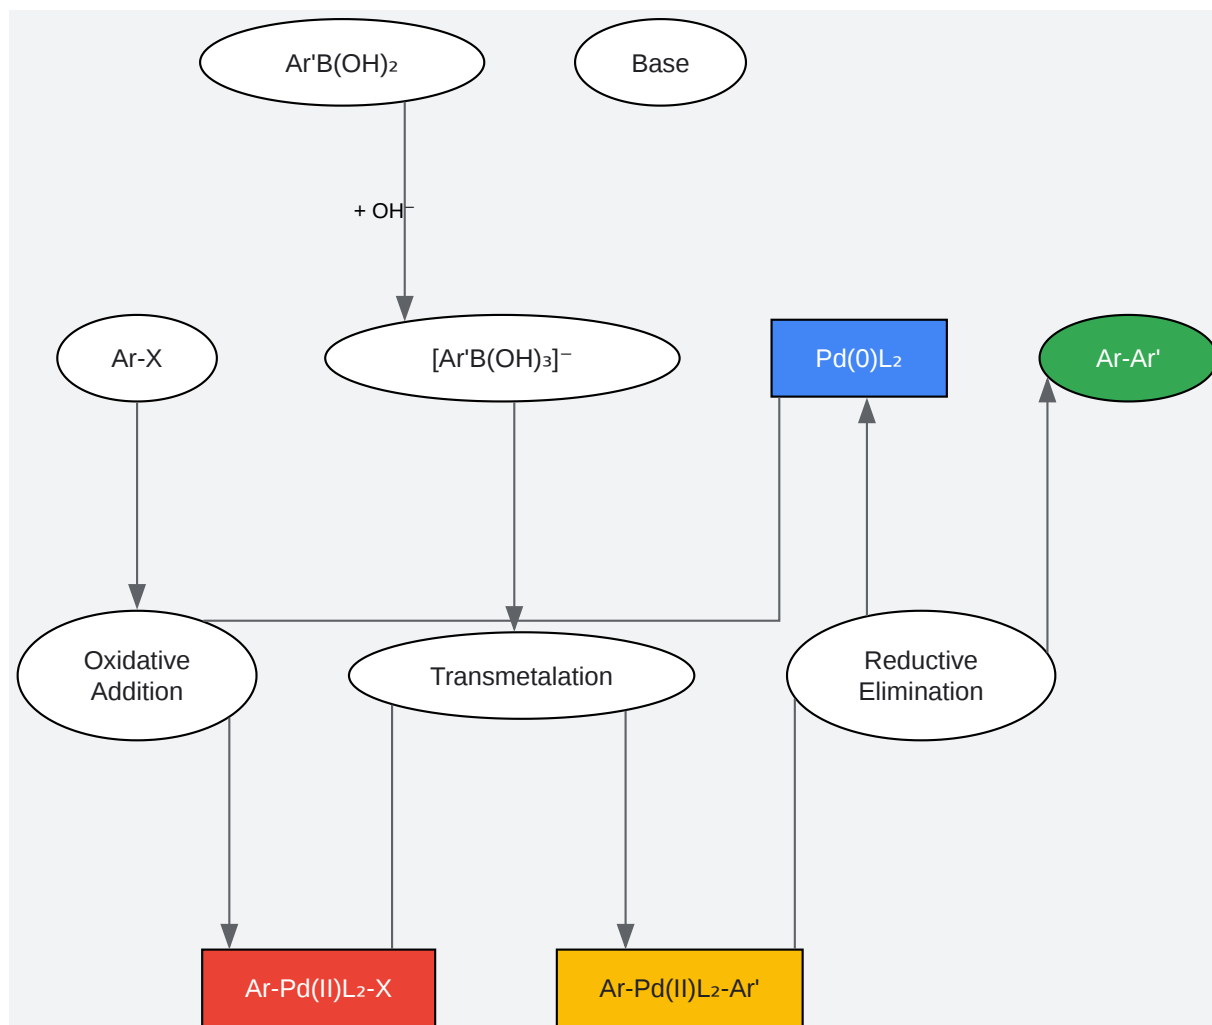 Ar'B(OH)₂
Base
+ OH⁻
Ar-X
[Ar'B(OH)₃]⁻
Pd(0)L₂
Ar-Ar'
Oxidative
Addition
Transmetalation
Reductive
Elimination
Ar-Pd(II)L₂-X
Ar-Pd(II)L₂-Ar'